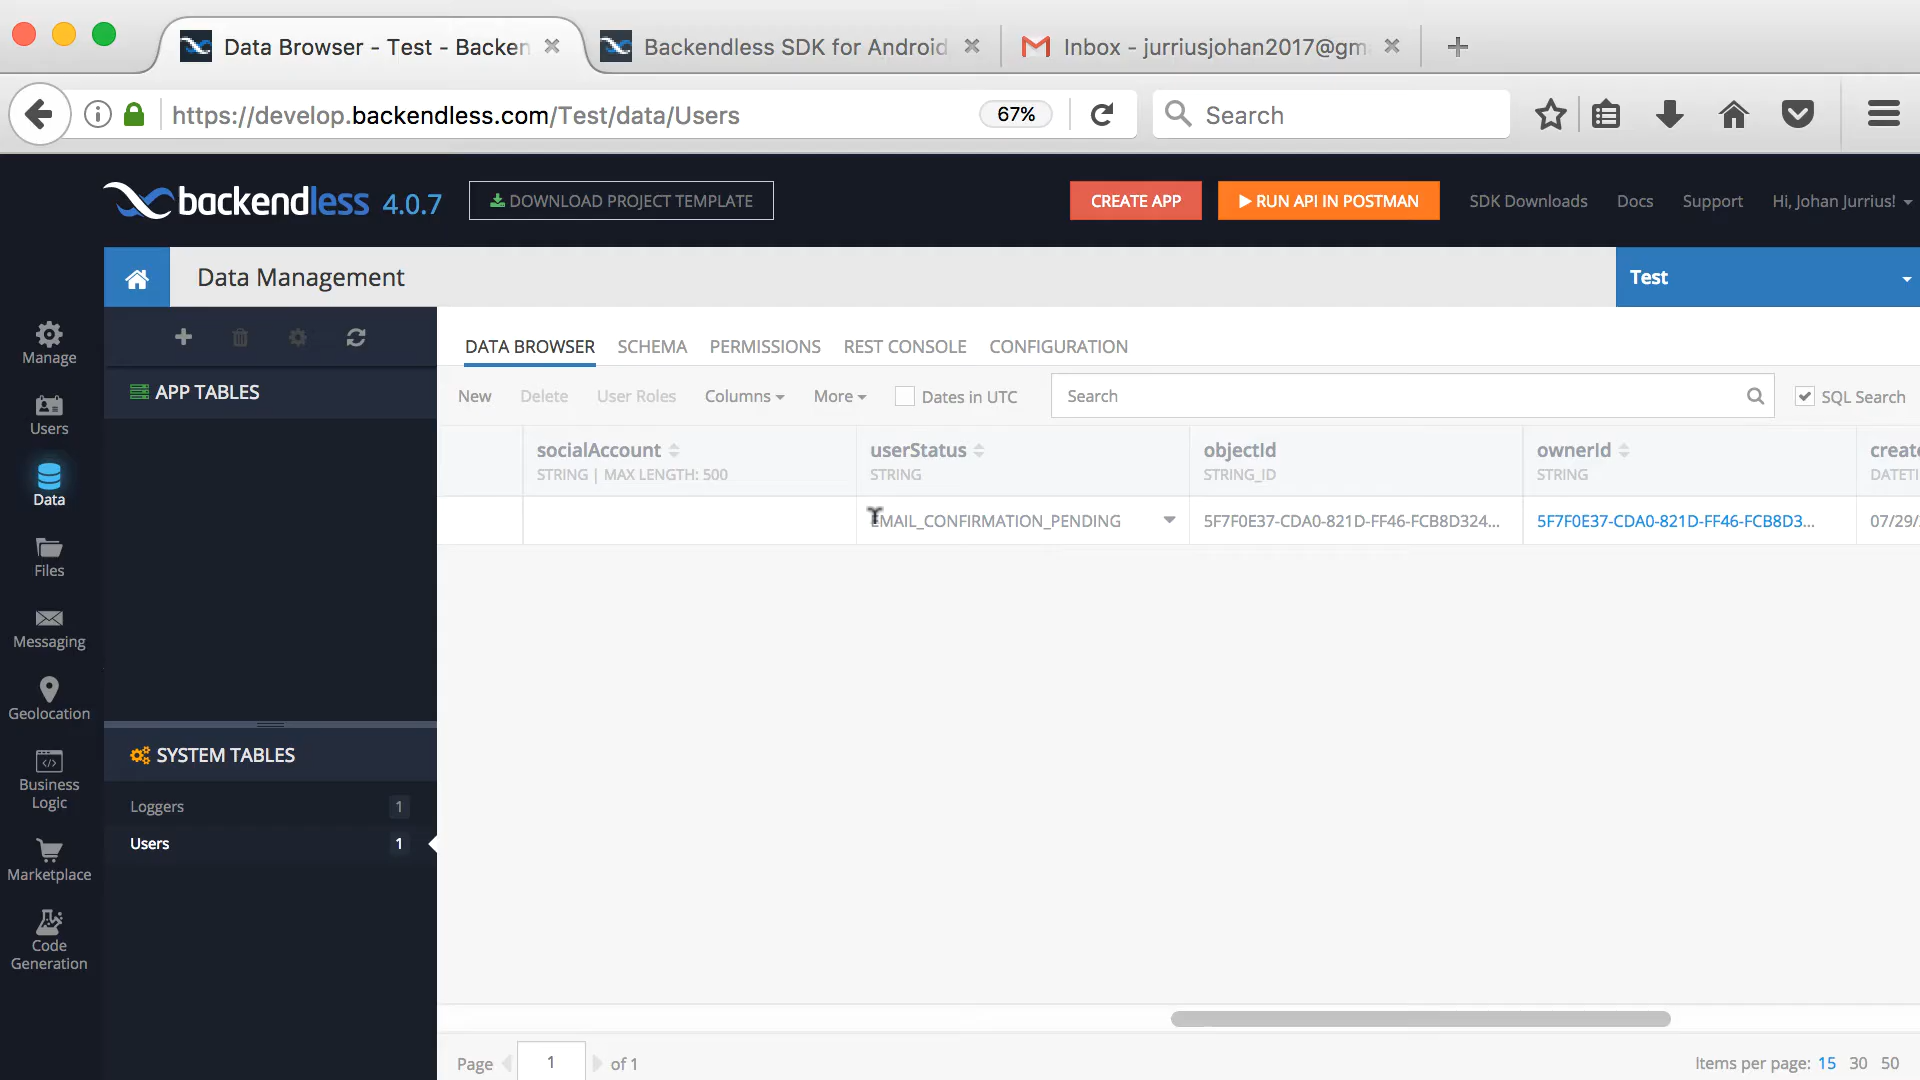 Data Browser - Test - Backen
Backendless SDK for Android
Inbox - jurriusjohan2017@gm
https://develop.backendless.com/Test/data/Users
67%
Search
backendless 4.0.7
DOWNLOAD PROJECT TEMPLATE
CREATE APP
RUN API IN POSTMAN
SDK Downloads
Docs
Support
Hi, Johan Jurrius!
Data Management
Test
Manage
Users
Data
Files
Messaging
Geolocation
Business
Logic
Marketplace
Code
Generation
APP TABLES
SYSTEM TABLES
Loggers 1
Users 1
DATA BROWSER SCHEMA PERMISSIONS REST CONSOLE CONFIGURATION
New Delete User Roles Columns More Dates in UTC Search SQL Search
socialAccount userStatus objectId ownerId create
STRING | MAX LENGTH: 500 STRING STRING_ID STRING DATETI
EMAIL_CONFIRMATION_PENDING 5F7F0E37-CDA0-821D-FF46-FCB8D324... 5F7F0E37-CDA0-821D-FF46-FCB8D3... 07/29/
Page 1 of 1
Items per page: 15 30 50